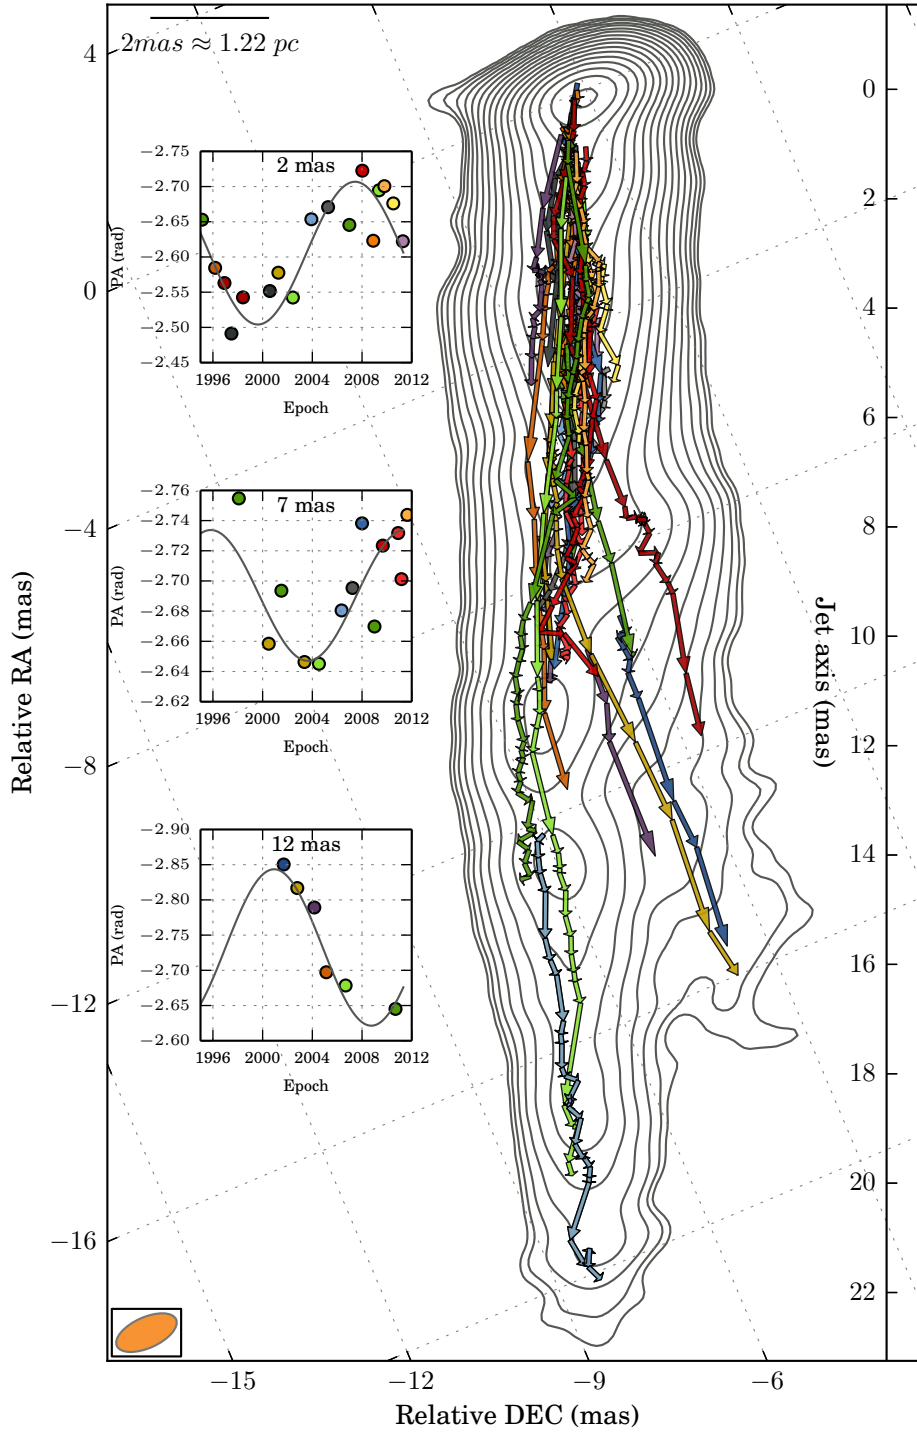 2mas ≈ 1.22 pc
4
0
−4
−8
−12
−16
Relative RA (mas)
2 mas
−2.75
−2.70
−2.65
−2.60
−2.55
−2.50
−2.45
PA (rad)
1996 2000 2004 2008 2012
Epoch
7 mas
−2.76
−2.74
−2.72
−2.70
−2.68
−2.66
−2.64
−2.62
PA (rad)
1996 2000 2004 2008 2012
Epoch
12 mas
−2.90
−2.85
−2.80
−2.75
−2.70
−2.65
−2.60
PA (rad)
1996 2000 2004 2008 2012
Epoch
0
2
4
6
8
10
12
14
16
18
20
22
Jet axis (mas)
−15 −12 −9 −6
Relative DEC (mas)